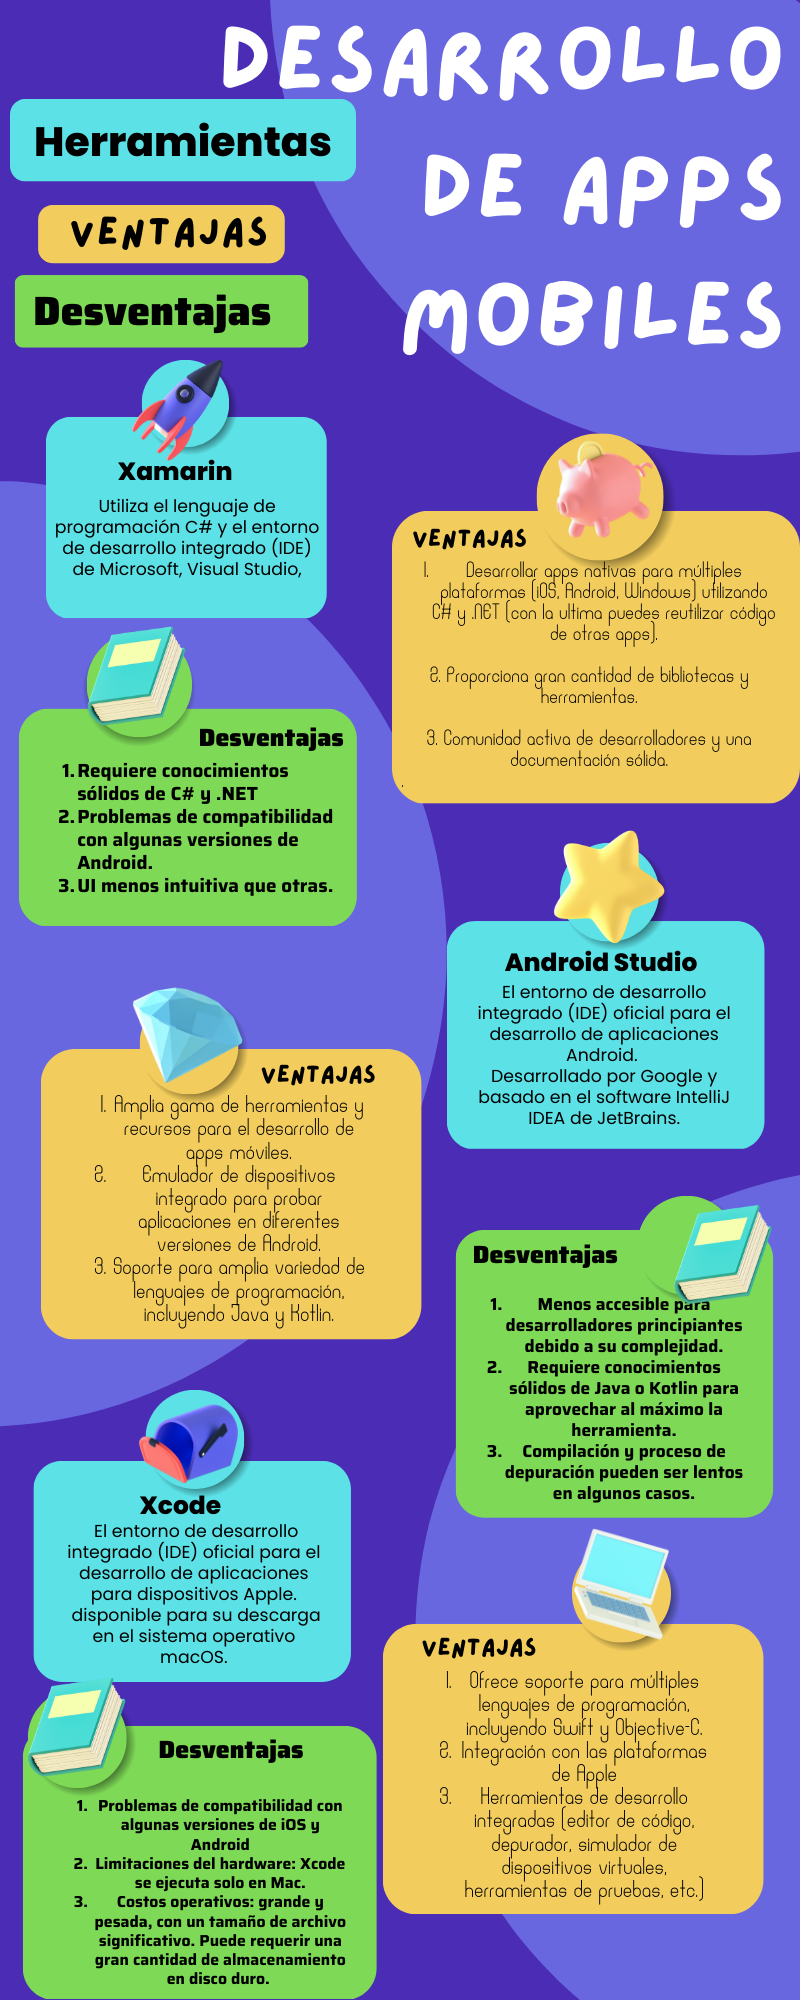 DESARROLLO
DE APPS
MOBILES
Herramientas
VENTAJAS
Desventajas
Xamarin
Utiliza el lenguaje de
programación C# y el entorno
de desarrollo integrado (IDE)
de Microsoft, Visual Studio,
VENTAJAS
1. Desarrollar apps nativas para múltiples
plataformas (iOS, Android, Windows) utilizando
C# y .NET (con la ultima puedes reutilizar código
de otras apps).
2. Proporciona gran cantidad de bibliotecas y
herramientas.
3. Comunidad activa de desarrolladores y una
documentación sólida.
.
Desventajas
1. Requiere conocimientos
sólidos de C# y .NET
2. Problemas de compatibilidad
con algunas versiones de
Android.
3. UI menos intuitiva que otras.
Android Studio
El entorno de desarrollo
integrado (IDE) oficial para el
desarrollo de aplicaciones
Android.
Desarrollado por Google y
basado en el software IntelliJ
IDEA de JetBrains.
VENTAJAS
1. Amplia gama de herramientas y
recursos para el desarrollo de
apps móviles.
2. Emulador de dispositivos
integrado para probar
aplicaciones en diferentes
versiones de Android.
3. Soporte para amplia variedad de
lenguajes de programación,
incluyendo Java y Kotlin.
Desventajas
1. Menos accesible para
desarrolladores principiantes
debido a su complejidad.
2. Requiere conocimientos
sólidos de Java o Kotlin para
aprovechar al máximo la
herramienta.
3. Compilación y proceso de
depuración pueden ser lentos
en algunos casos.
Xcode
El entorno de desarrollo
integrado (IDE) oficial para el
desarrollo de aplicaciones
para dispositivos Apple.
disponible para su descarga
en el sistema operativo
macOS.
VENTAJAS
1. Ofrece soporte para múltiples
lenguajes de programación,
incluyendo Swift y Objective-C.
2. Integración con las plataformas
de Apple
3. Herramientas de desarrollo
integradas (editor de código,
depurador, simulador de
dispositivos virtuales,
herramientas de pruebas, etc.)
Desventajas
1. Problemas de compatibilidad con
algunas versiones de iOS y
Android
2. Limitaciones del hardware: Xcode
se ejecuta solo en Mac.
3. Costos operativos: grande y
pesada, con un tamaño de archivo
significativo. Puede requerir una
gran cantidad de almacenamiento
en disco duro.